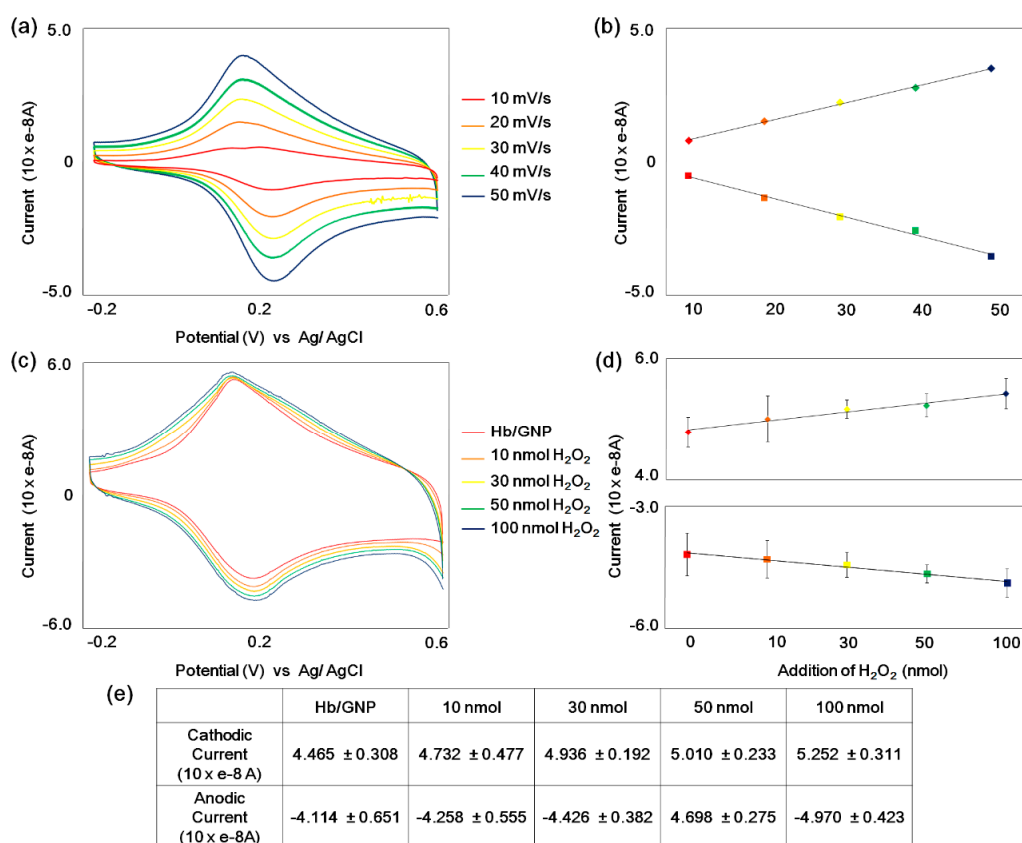 (a)
5.0
0
-5.0
Current (10 x e-8A)
-0.2
0.2
0.6
Potential (V) vs Ag/ AgCl
10 mV/s
20 mV/s
30 mV/s
40 mV/s
50 mV/s
(b)
5.0
0
-5.0
Current (10 x e-8A)
10
20
30
40
50
(c)
6.0
0
-6.0
Current (10 x e-8A)
-0.2
0.2
0.6
Potential (V) vs Ag/ AgCl
Hb/GNP
10 nmol H₂O₂
30 nmol H₂O₂
50 nmol H₂O₂
100 nmol H₂O₂
(d)
6.0
4.0
-3.0
-6.0
Current (10 x e-8A)
0
10
30
50
100
Addition of H₂O₂ (nmol)
(e)
Hb/GNP 10 nmol 30 nmol 50 nmol 100 nmol
Cathodic
Current
(10 x e-8 A)
4.465 ± 0.308 4.732 ± 0.477 4.936 ± 0.192 5.010 ± 0.233 5.252 ± 0.311
Anodic
Current
(10 x e-8A)
-4.114 ± 0.651 -4.258 ± 0.555 -4.426 ± 0.382 4.698 ± 0.275 -4.970 ± 0.423